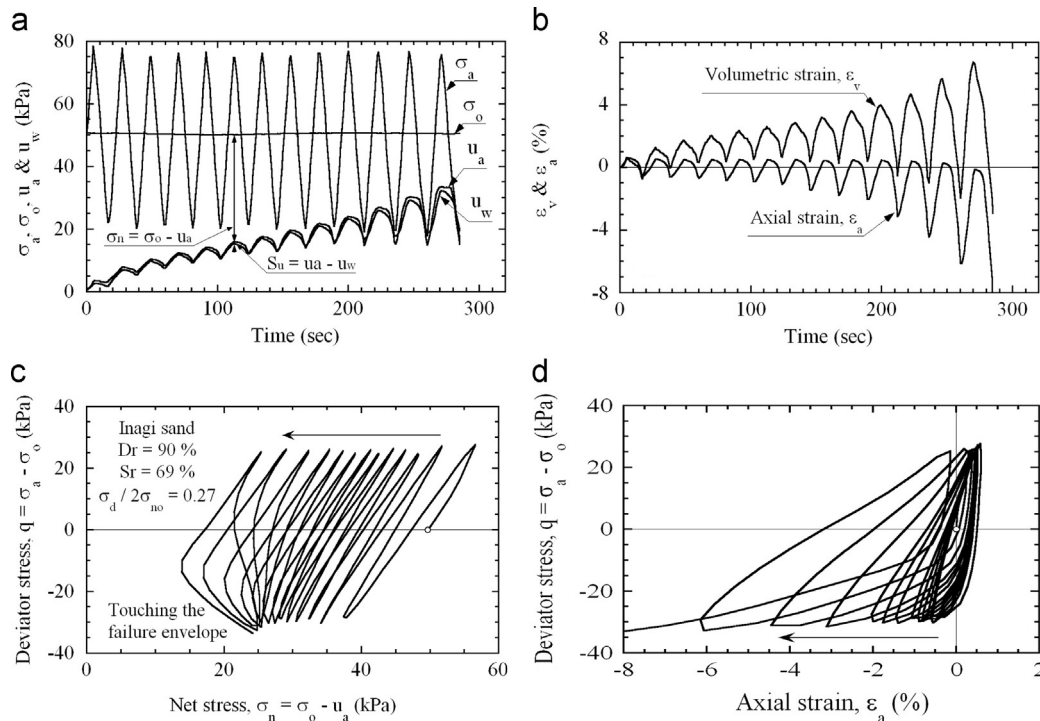 a
80
60
40
20
0
σa, σo, ua & uw (kPa)
σa
σo
ua
uw
σn = σo - ua
Su = ua - uw
0
100
200
300
Time (sec)
b
8
4
0
-4
-8
εv & εa (%)
Volumetric strain, εv
Axial strain, εa
0
100
200
300
Time (sec)
c
40
20
0
-20
-40
Deviator stress, q = σa - σo (kPa)
Inagi sand
Dr = 90 %
Sr = 69 %
σd / 2σno = 0.27
Touching the
failure envelope
0
20
40
60
Net stress, σn = σo - ua (kPa)
d
40
20
0
-20
-40
Deviator stress, q = σa - σo (kPa)
-8
-6
-4
-2
0
2
Axial strain, εa (%)